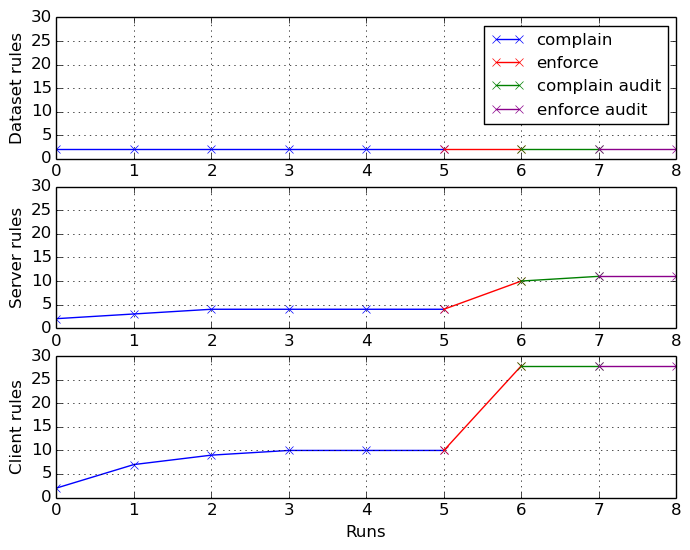 30
25
20
15
10
5
0
Dataset rules
complain
enforce
complain audit
enforce audit
0 1 2 3 4 5 6 7 8
30
25
20
15
10
5
0
Server rules
0 1 2 3 4 5 6 7 8
30
25
20
15
10
5
0
Client rules
0 1 2 3 4 5 6 7 8
Runs